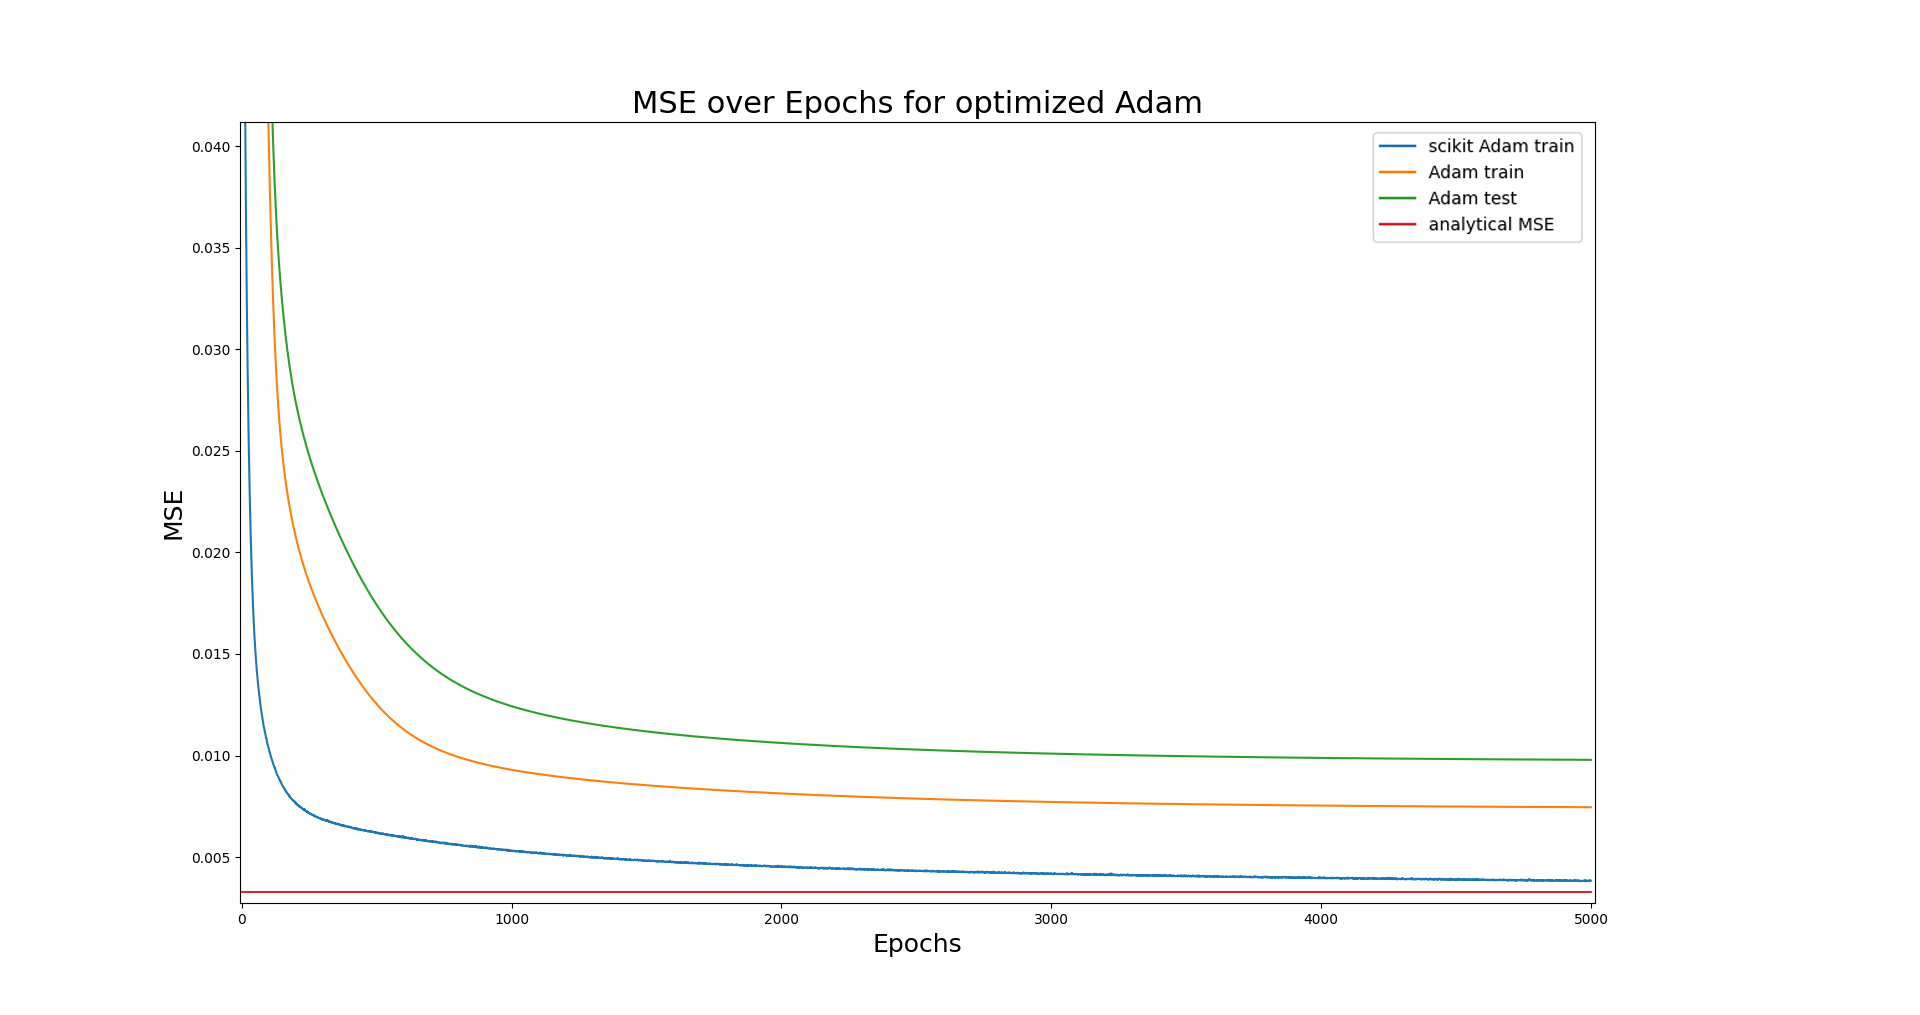 MSE over Epochs for optimized Adam
scikit Adam train
Adam train
Adam test
analytical MSE
MSE
0.040
0.035
0.030
0.025
0.020
0.015
0.010
0.005
0
1000
2000
3000
4000
5000
Epochs